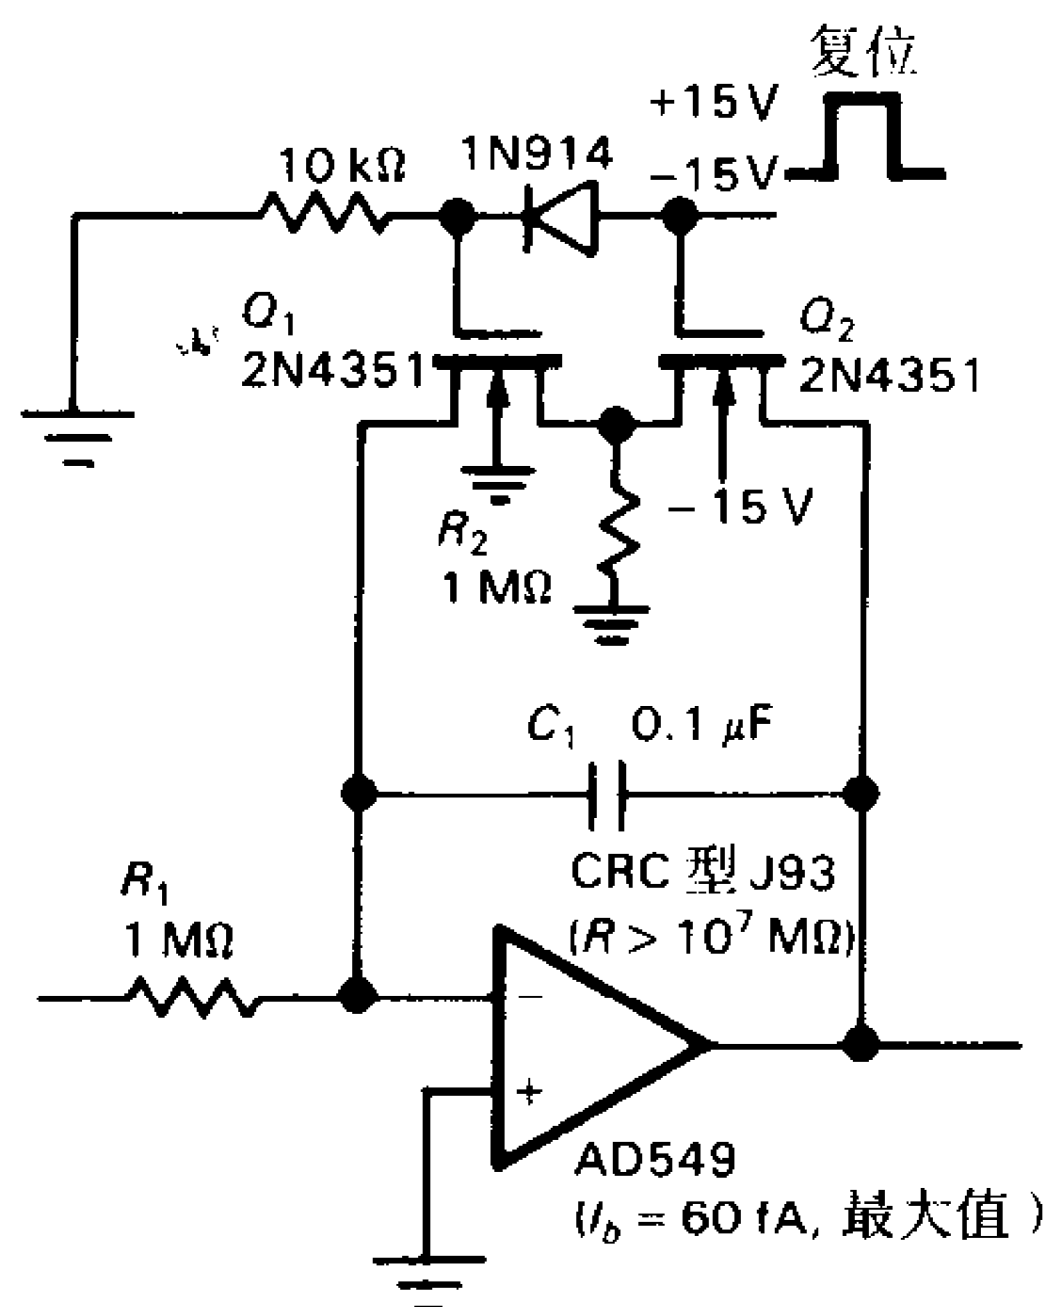 复位
+15 V
−15 V
10 kΩ
1N914
Q₁
2N4351
Q₂
2N4351
− 15 V
R₂
1 MΩ
C₁ 0.1 μF
CRC 型 J93
(R > 10⁷ MΩ)
R₁
1 MΩ
−
+
AD549
(I_b = 60 fA, 最大值)